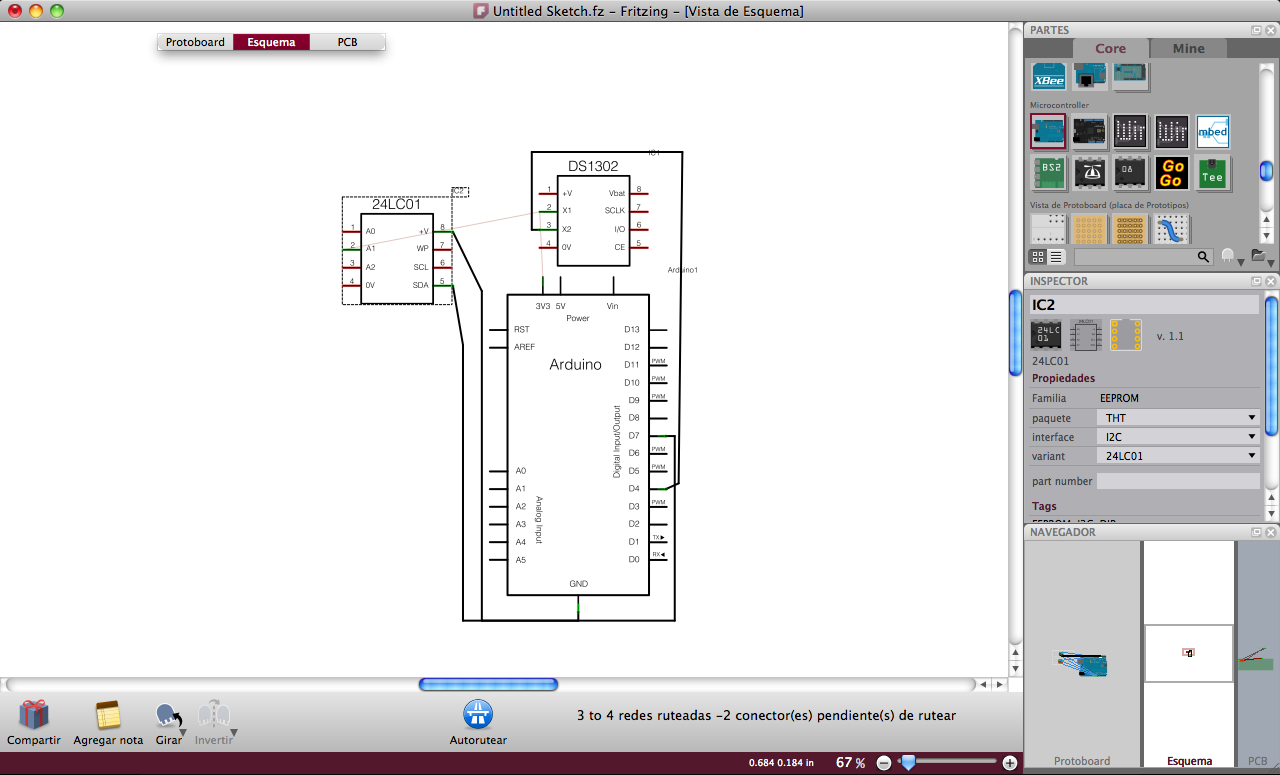 Untitled Sketch.fz – Fritzing – [Vista de Esquema]
Protoboard Esquema PCB
PARTES
Core Mine
XBee
Microcontroller
mbed
BS2 08 Go Go Tee
Vista de Protoboard (placa de Prototipos)
INSPECTOR
IC2
24LC 01
v. 1.1
24LC01
Propiedades
Familia EEPROM
paquete THT
interface I2C
variant 24LC01
part number
Tags
EEPROM, I2C, DIP
NAVEGADOR
Protoboard Esquema PCB
IC1
DS1302
1 +V Vbat 8
2 X1 SCLK 7
3 X2 I/O 6
4 0V CE 5
IC2
24LC01
1 A0 +V 8
2 A1 WP 7
3 A2 SCL 6
4 0V SDA 5
Arduino1
3V3 5V Vin
Power
RST D13
AREF D12
Arduino
D11 PWM
D10 PWM
D9 PWM
D8
D7
D6 PWM
D5 PWM
D4
D3 PWM
D2
D1 TX
D0 RX
Digital Input/Output
A0
A1
A2
A3
A4
A5
Analog Input
GND
Compartir Agregar nota Girar Invertir Autorutear
3 to 4 redes ruteadas -2 conector(es) pendiente(s) de rutear
0.684 0.184 in 67 %